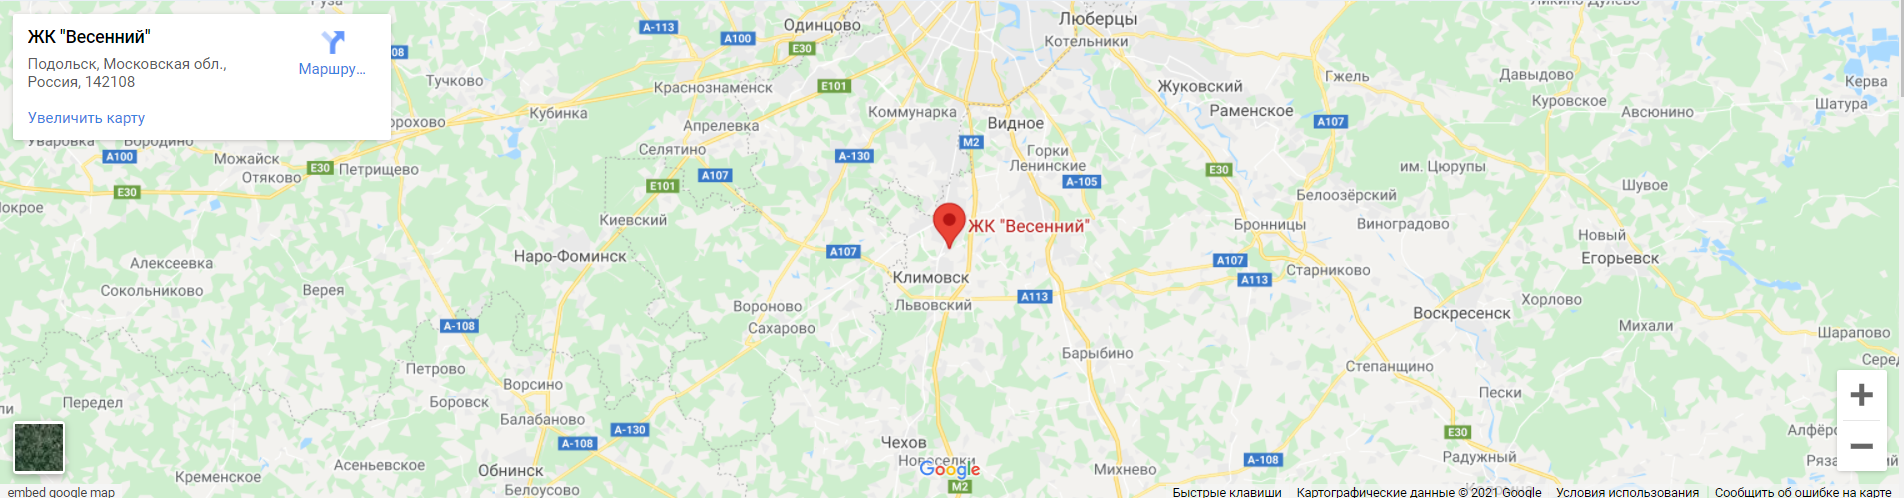 ЖК "Весенний"
Подольск, Московская обл.,
Россия, 142108
Маршру...
Увеличить карту
Руза
Одинцово
Люберцы
Ликино-Дулёво
A-113
A100
E30
Котельники
Тучково
Краснознаменск
E101
Жуковский
Гжель
Давыдово
Керва
Кубинка
Коммунарка
Раменское
Куровское
Шатура
Апрелевка
Видное
A107
Авсюнино
Уваровка
Бородино
Селятино
M2
A100
Можайск
E30
Петрищево
A-130
Горки
Ленинские
E30
им. Цюрупы
Отяково
A107
E101
A-105
E30
Белоозёрский
Шувое
Киевский
ЖК "Весенний"
Бронницы
Виноградово
Новый
Наро-Фоминск
A107
A107
Егорьевск
Алексеевка
Климовск
A113
Старниково
Сокольниково
Верея
Вороново
Львовский
A113
Хорлово
A-108
Сахарово
Воскресенск
Михали
Шарапово
Петрово
Барыбино
Степанщино
Ворсино
Пески
Передел
Боровск
Балабаново
A-130
E30
A-108
Чехов
Асеньевское
Обнинск
Новоселки
Михнево
A-108
Радужный
Кременское
Google
Белоусово
M2
embed google map
Быстрые клавиши
Картографические данные © 2021 Google
Условия использования
Сообщить об ошибке на карте